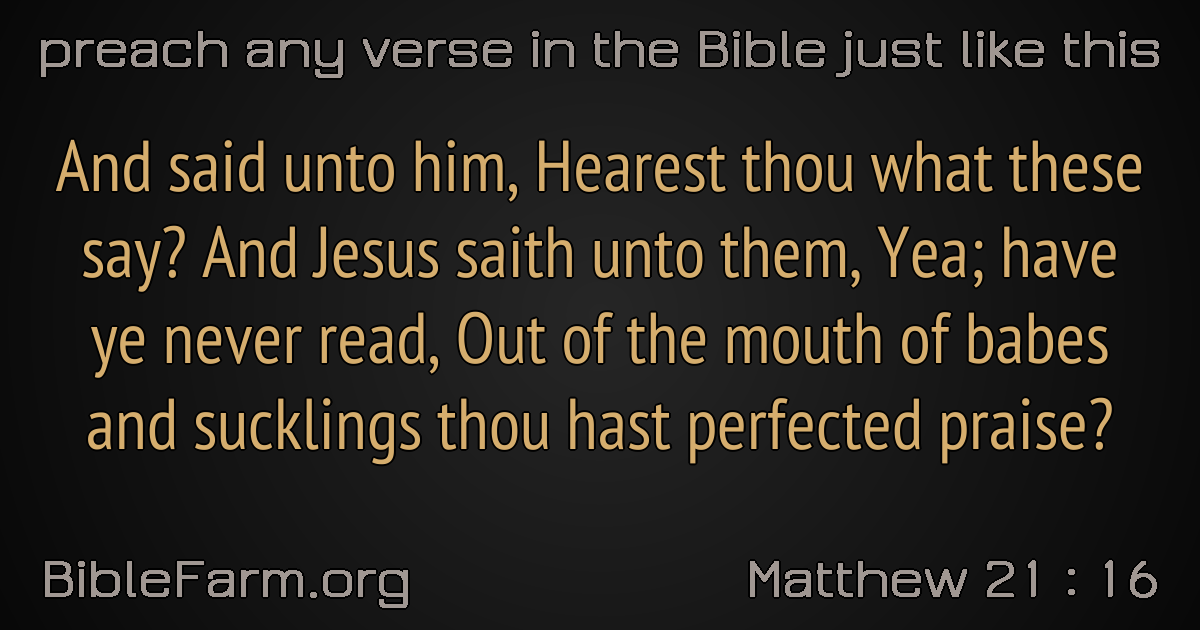 preach any verse in the Bible just like this
And said unto him, Hearest thou what these
say? And Jesus saith unto them, Yea; have
ye never read, Out of the mouth of babes
and sucklings thou hast perfected praise?
BibleFarm.org
Matthew 21 : 16